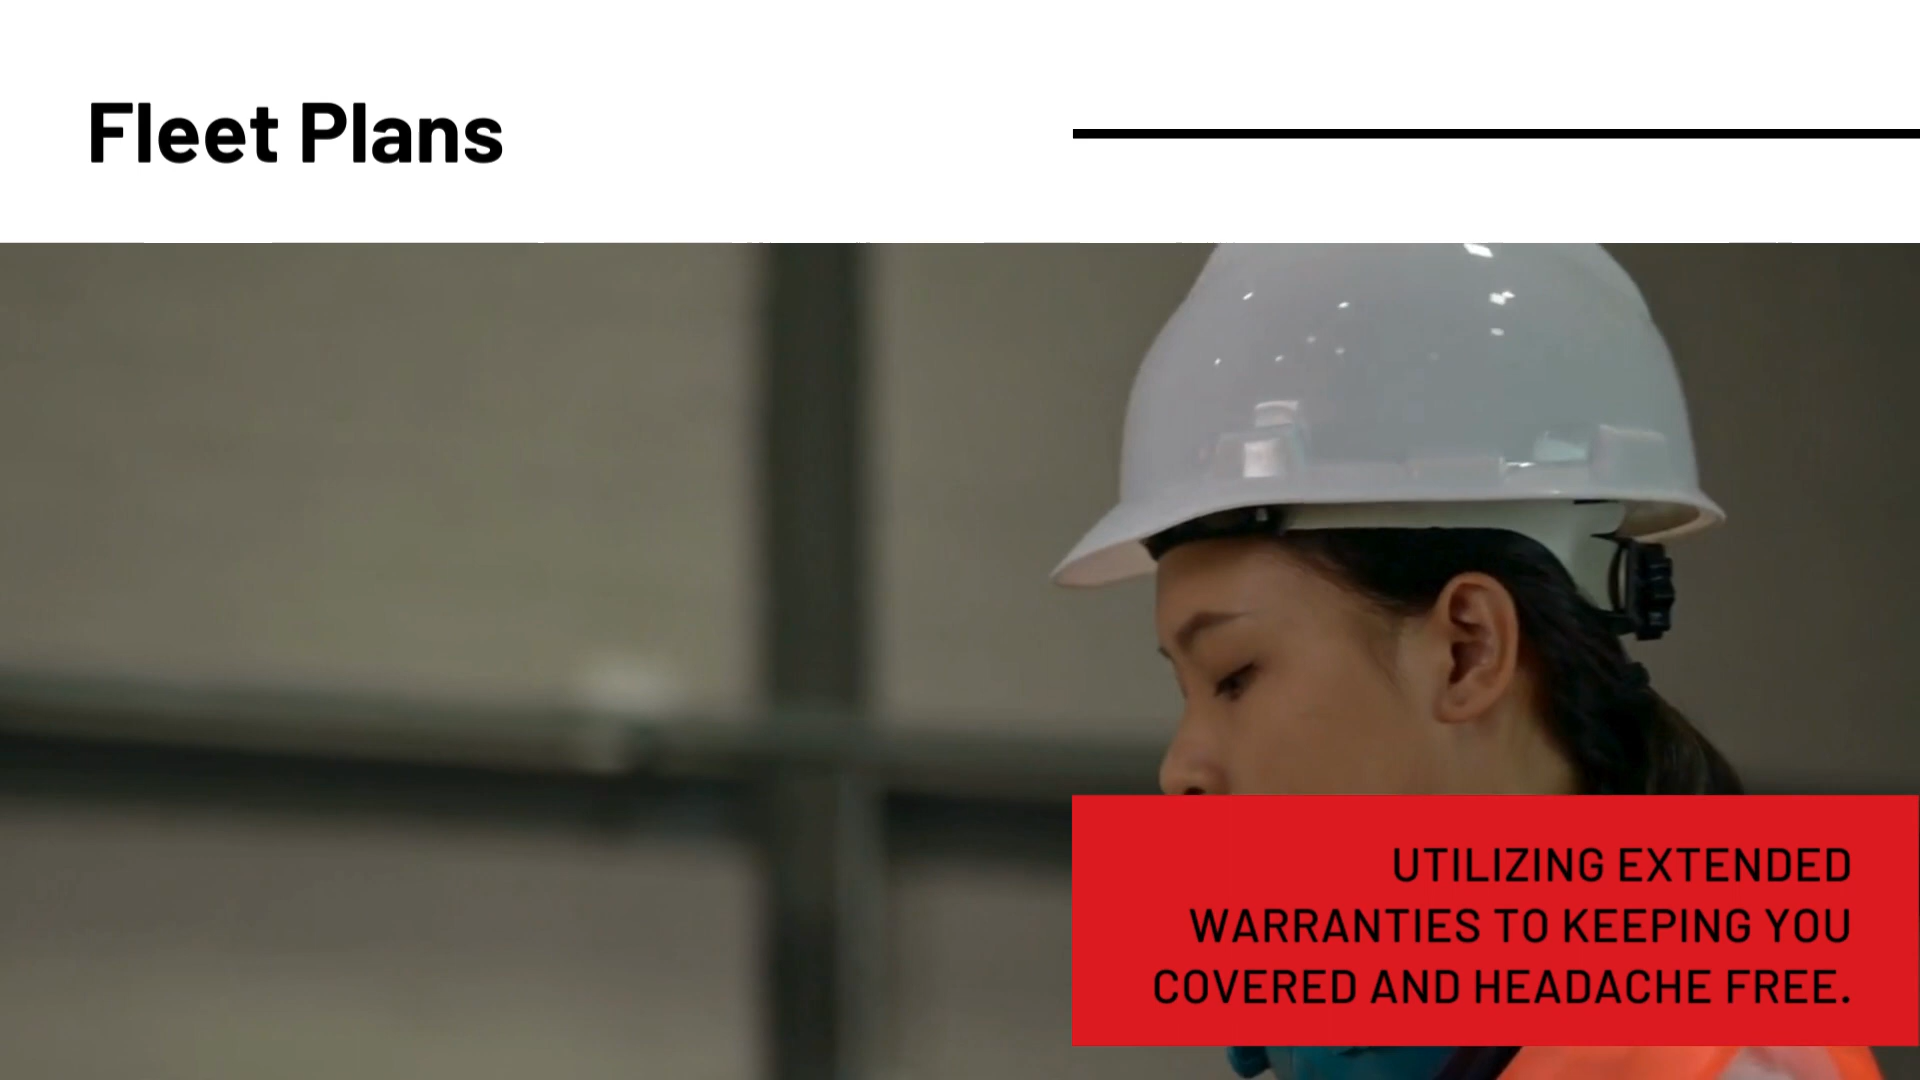 Fleet Plans
UTILIZING EXTENDED
WARRANTIES TO KEEPING YOU
COVERED AND HEADACHE FREE.